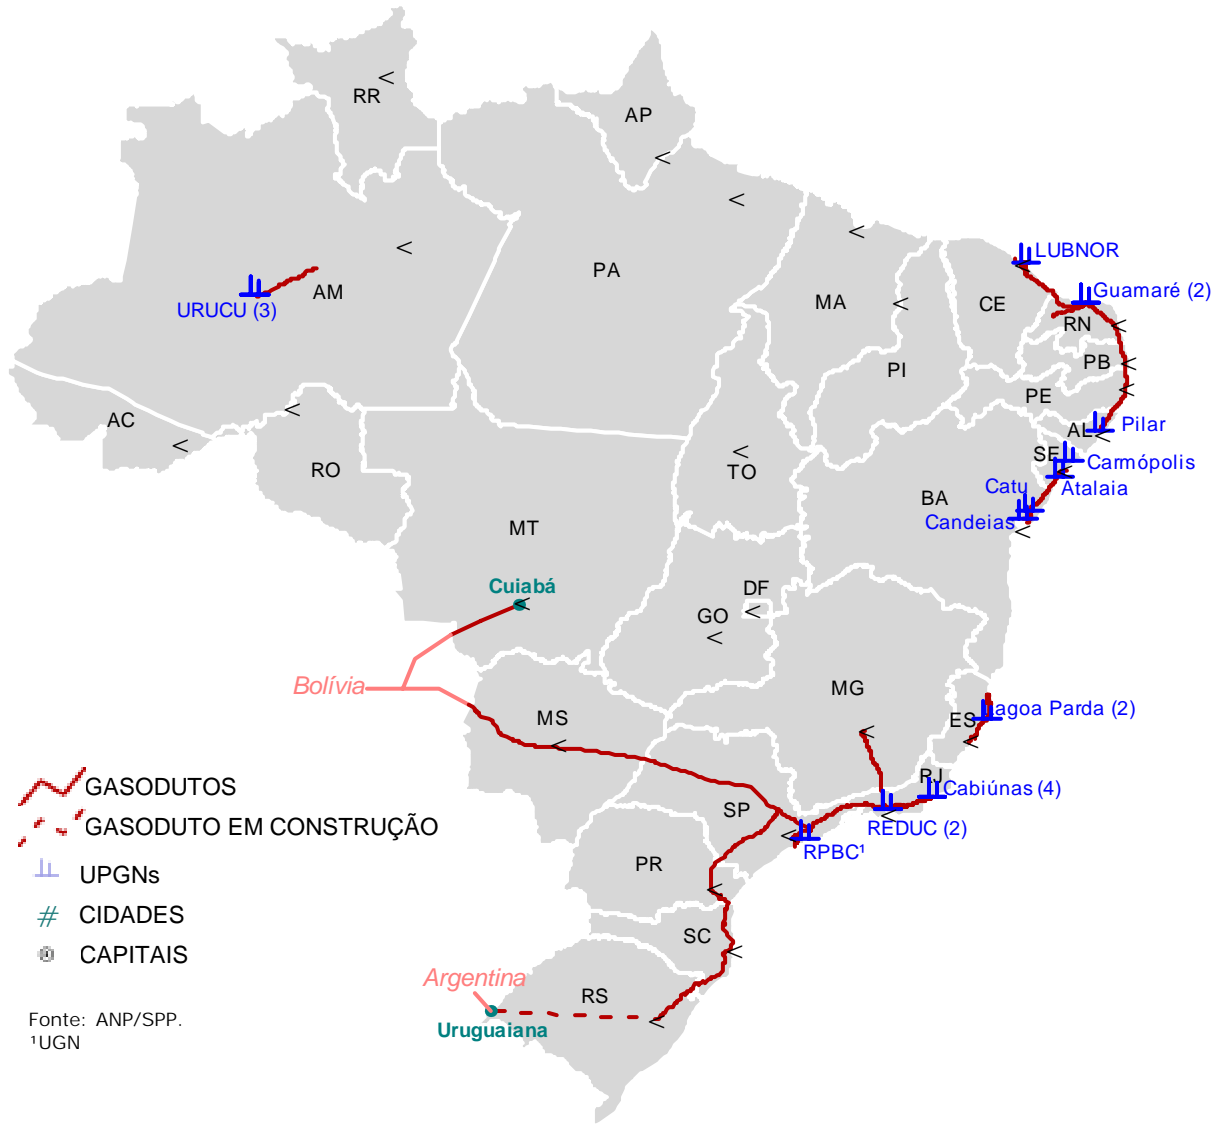 RR
AP
LUBNOR
PA
AM
URUCU (3)
MA
CE
Guamaré (2)
RN
PB
PI
PE
AC
AL
Pilar
RO
TO
SE
Carmópolis
Atalaia
Catu
BA
Candeias
MT
Cuiabá
DF
GO
Bolívia
MG
MS
ES
Lagoa Parda (2)
RJ
Cabiúnas (4)
SP
REDUC (2)
RPBC¹
PR
SC
Argentina
RS
Uruguaiana
GASODUTOS
GASODUTO EM CONSTRUÇÃO
UPGNs
# CIDADES
CAPITAIS
Fonte: ANP/SPP.
¹UGN